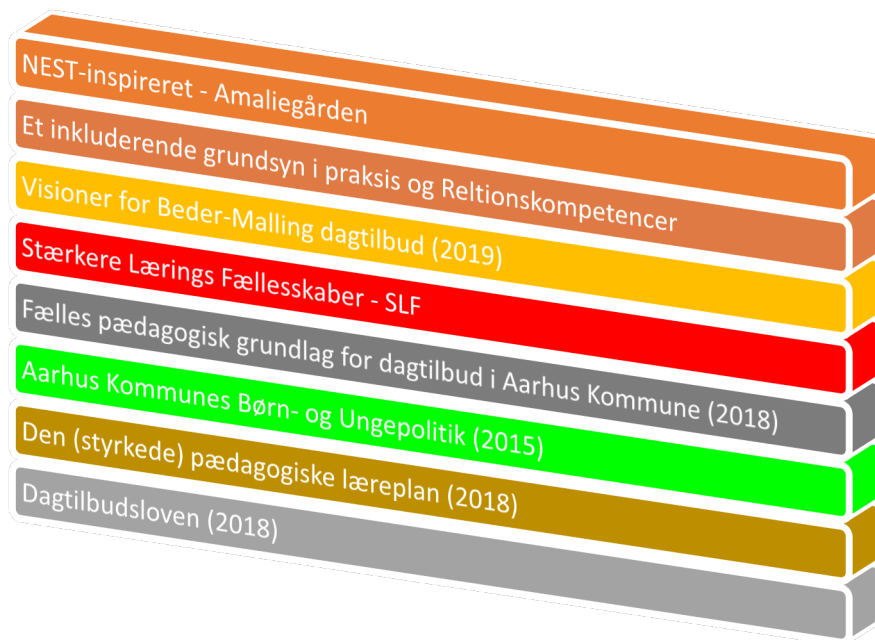 NEST-inspireret - Amaliegården
Et inkluderende grundsyn i praksis og Reltionskompetencer
Visioner for Beder-Malling dagtilbud (2019)
Stærkere Lærings Fællesskaber - SLF
Fælles pædagogisk grundlag for dagtilbud i Aarhus Kommune (2018)
Aarhus Kommunes Børn- og Ungepolitik (2015)
Den (styrkede) pædagogiske læreplan (2018)
Dagtilbudsloven (2018)